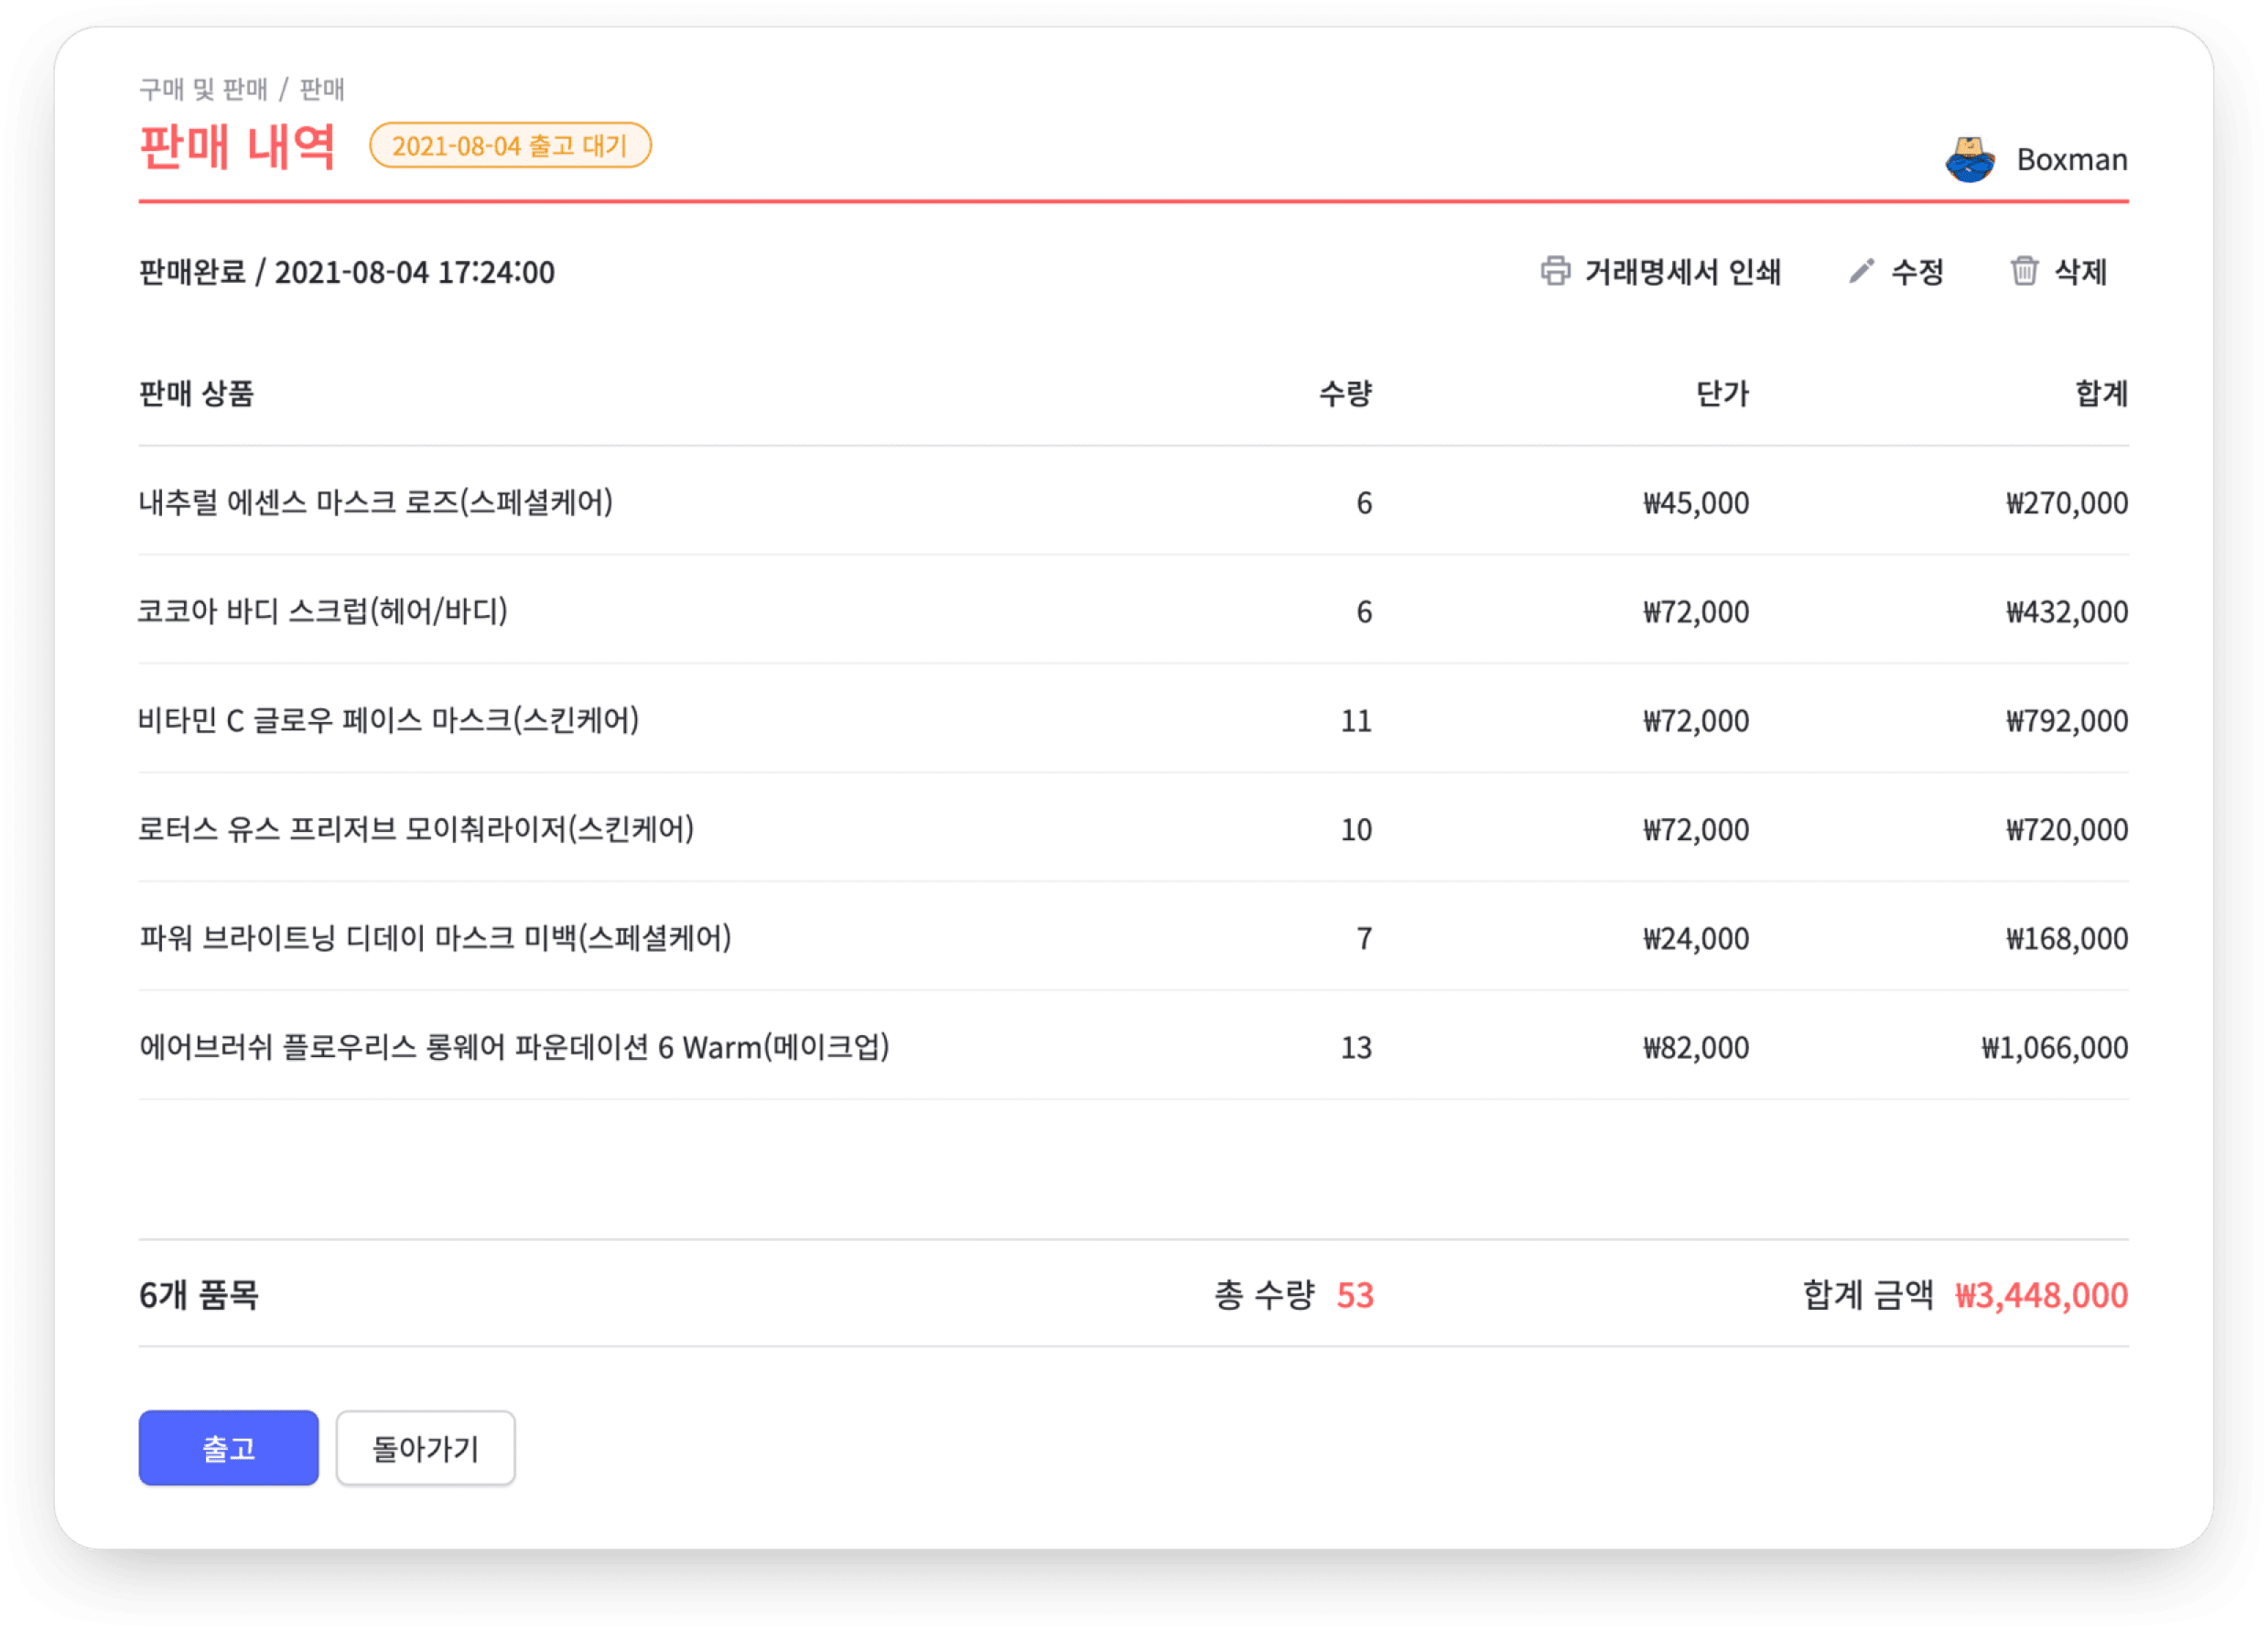 구매 및 판매 / 판매
판매 내역 2021-08-04 출고 대기
Boxman
판매완료 / 2021-08-04 17:24:00 거래명세서 인쇄 수정 삭제
판매 상품 수량 단가 합계
내추럴 에센스 마스크 로즈(스페셜케어) 6 ₩45,000 ₩270,000
코코아 바디 스크럽(헤어/바디) 6 ₩72,000 ₩432,000
비타민 C 글로우 페이스 마스크(스킨케어) 11 ₩72,000 ₩792,000
로터스 유스 프리저브 모이춰라이저(스킨케어) 10 ₩72,000 ₩720,000
파워 브라이트닝 디데이 마스크 미백(스페셜케어) 7 ₩24,000 ₩168,000
에어브러쉬 플로우리스 롱웨어 파운데이션 6 Warm(메이크업) 13 ₩82,000 ₩1,066,000
6개 품목 총 수량 53 합계 금액 ₩3,448,000
출고 돌아가기